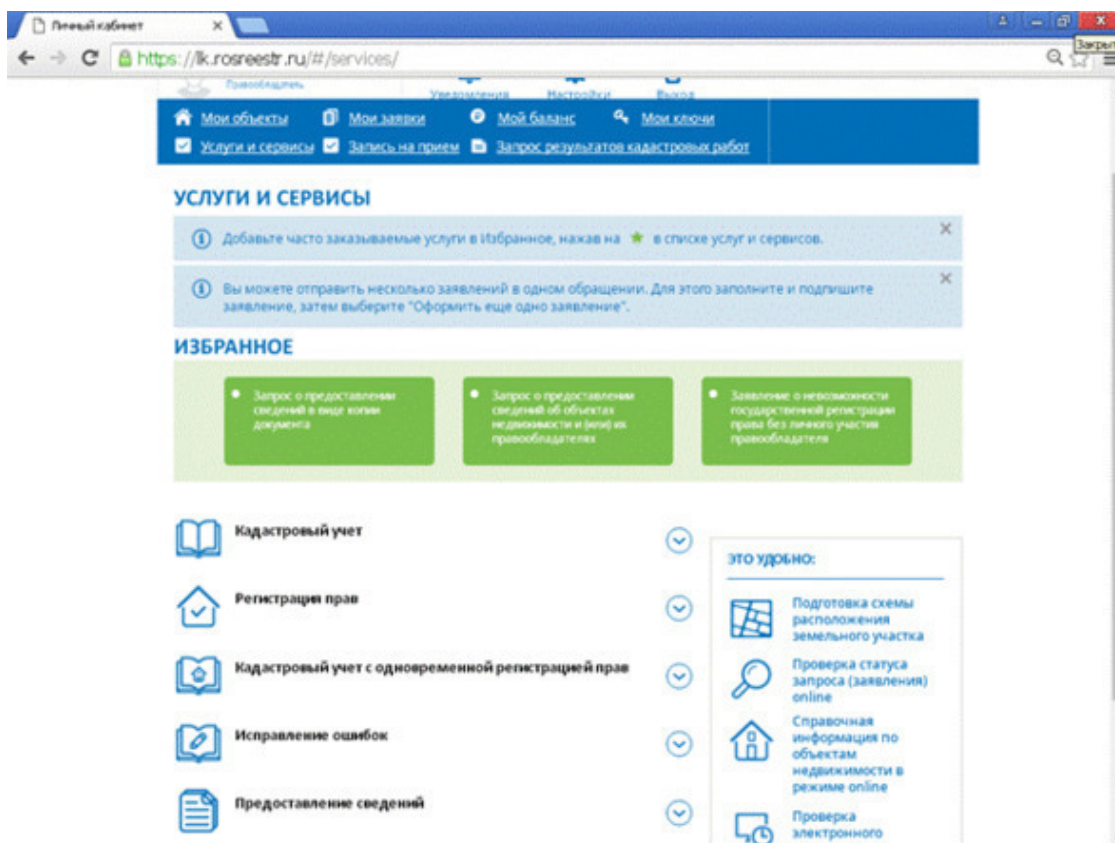 Личный кабинет
Закрыт
https://lk.rosreestr.ru/#/services/
Правообладатель
Уведомления Настройки Выход
Мои объекты Мои заявки Мой баланс Мои ключи
Услуги и сервисы Запись на прием Запрос результатов кадастровых работ
УСЛУГИ И СЕРВИСЫ
Добавьте часто заказываемые услуги в Избранное, нажав на в списке услуг и сервисов.
Вы можете отправить несколько заявлений в одном обращении. Для этого заполните и подпишите
заявление, затем выберите "Оформить еще одно заявление".
ИЗБРАННОЕ
Запрос о предоставлении
сведений в виде копии
документа
Запрос о предоставлении
сведений об объектах
недвижимости и (или) их
правообладателях
Заявление о невозможности
государственной регистрации
права без личного участия
правообладателя
Кадастровый учет
Регистрация прав
Кадастровый учет с одновременной регистрацией прав
Исправление ошибок
Предоставление сведений
ЭТО УДОБНО:
Подготовка схемы
расположения
земельного участка
Проверка статуса
запроса (заявления)
online
Справочная
информация по
объектам
недвижимости в
режиме online
Проверка
электронного